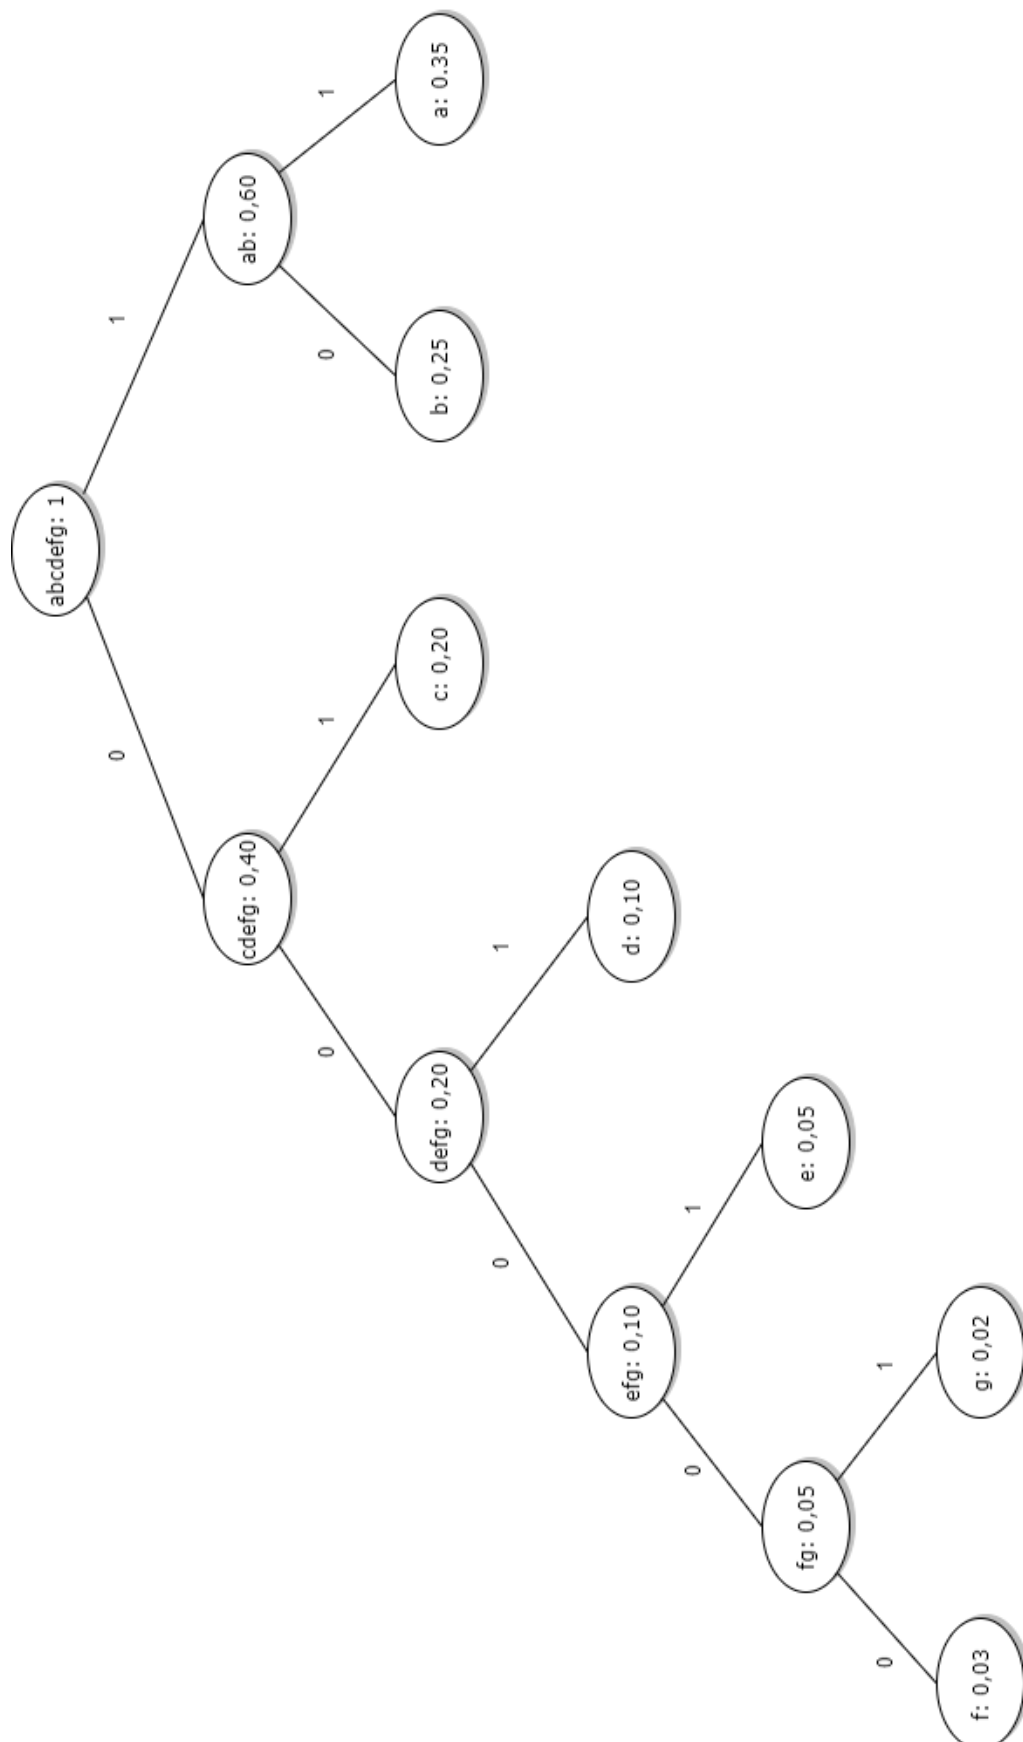 abcdefg: 1
0
1
cdefg: 0,40
ab: 0,60
0
1
0
1
defg: 0,20
c: 0,20
b: 0,25
a: 0.35
0
1
efg: 0,10
d: 0,10
0
1
fg: 0,05
e: 0,05
0
1
f: 0,03
g: 0,02